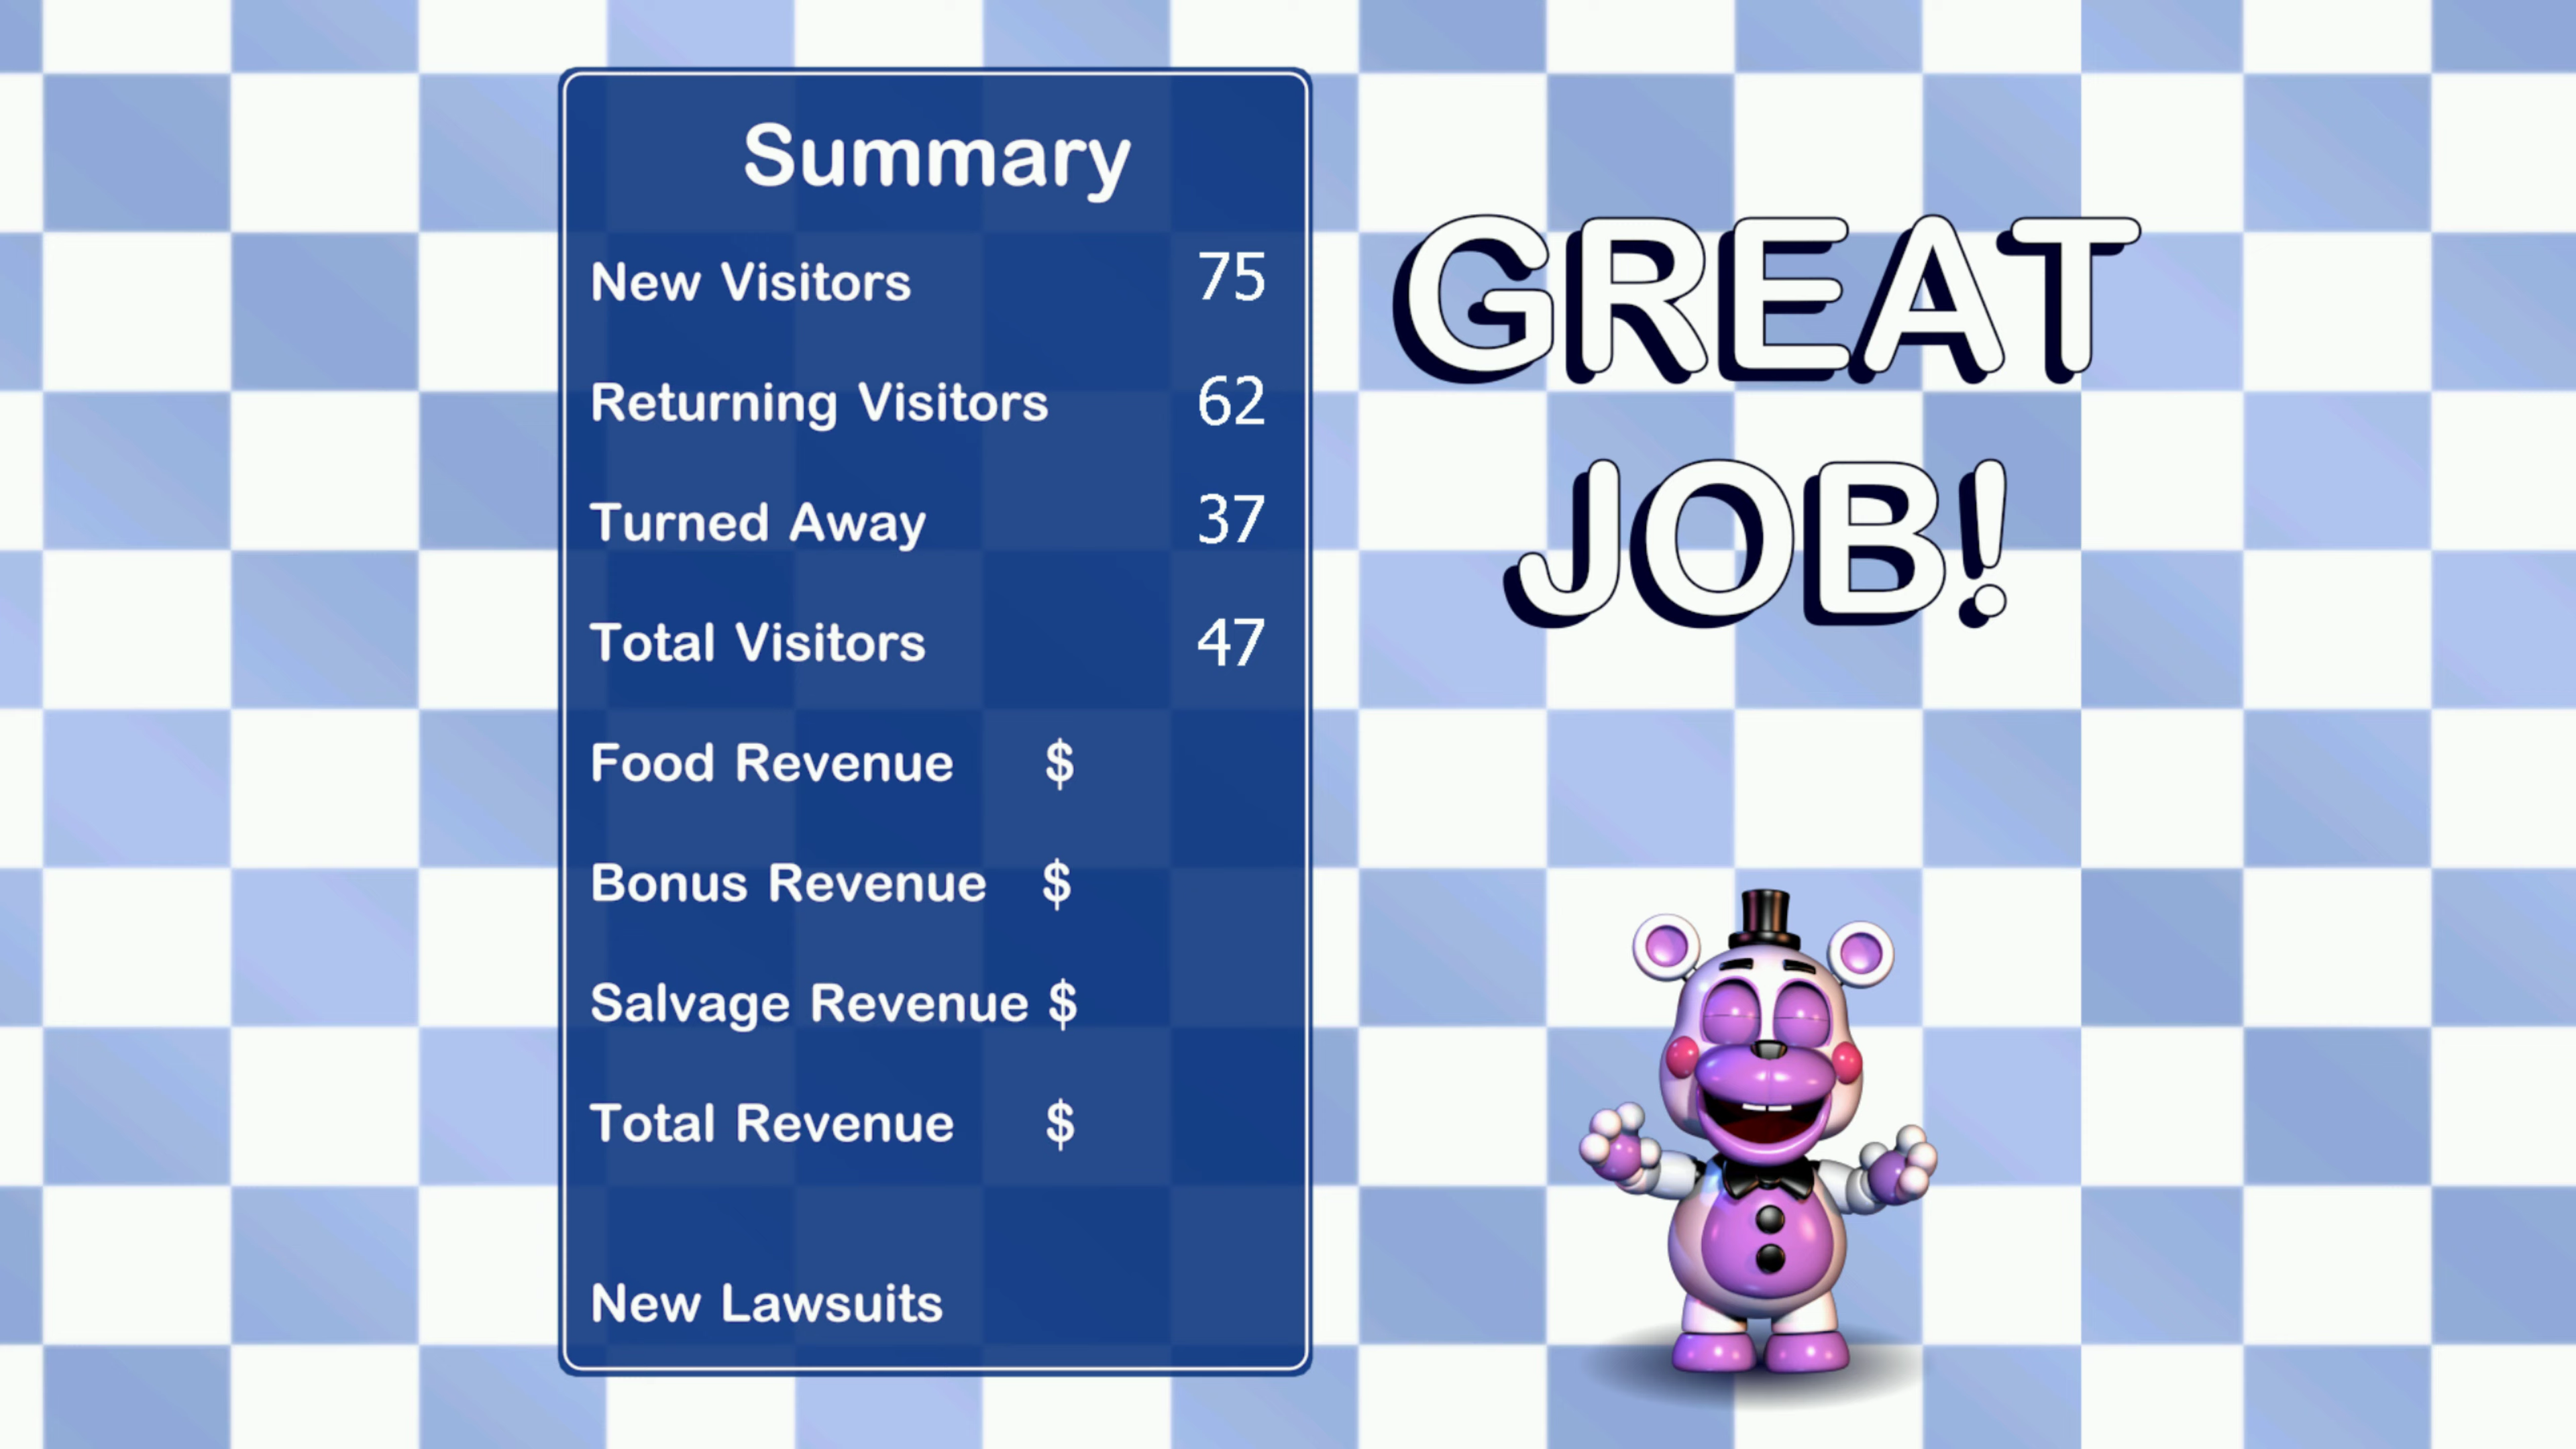 Summary
New Visitors 75
Returning Visitors 62
Turned Away 37
Total Visitors 47
Food Revenue $
Bonus Revenue $
Salvage Revenue $
Total Revenue $
New Lawsuits
GREAT
JOB!